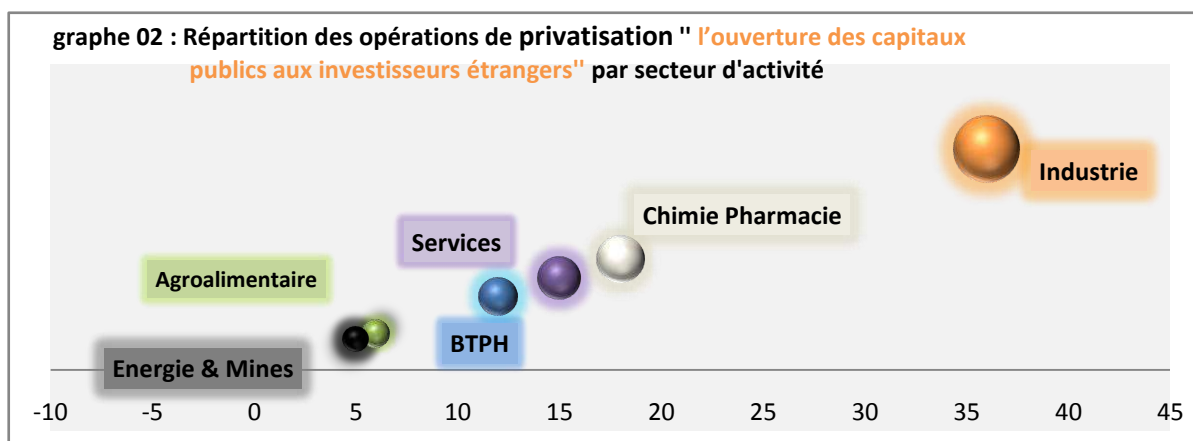 graphe 02 : Répartition des opérations de privatisation " l’ouverture des capitaux
publics aux investisseurs étrangers" par secteur d'activité
Industrie
Chimie Pharmacie
Services
Agroalimentaire
BTPH
Energie & Mines
-10 -5 0 5 10 15 20 25 30 35 40 45